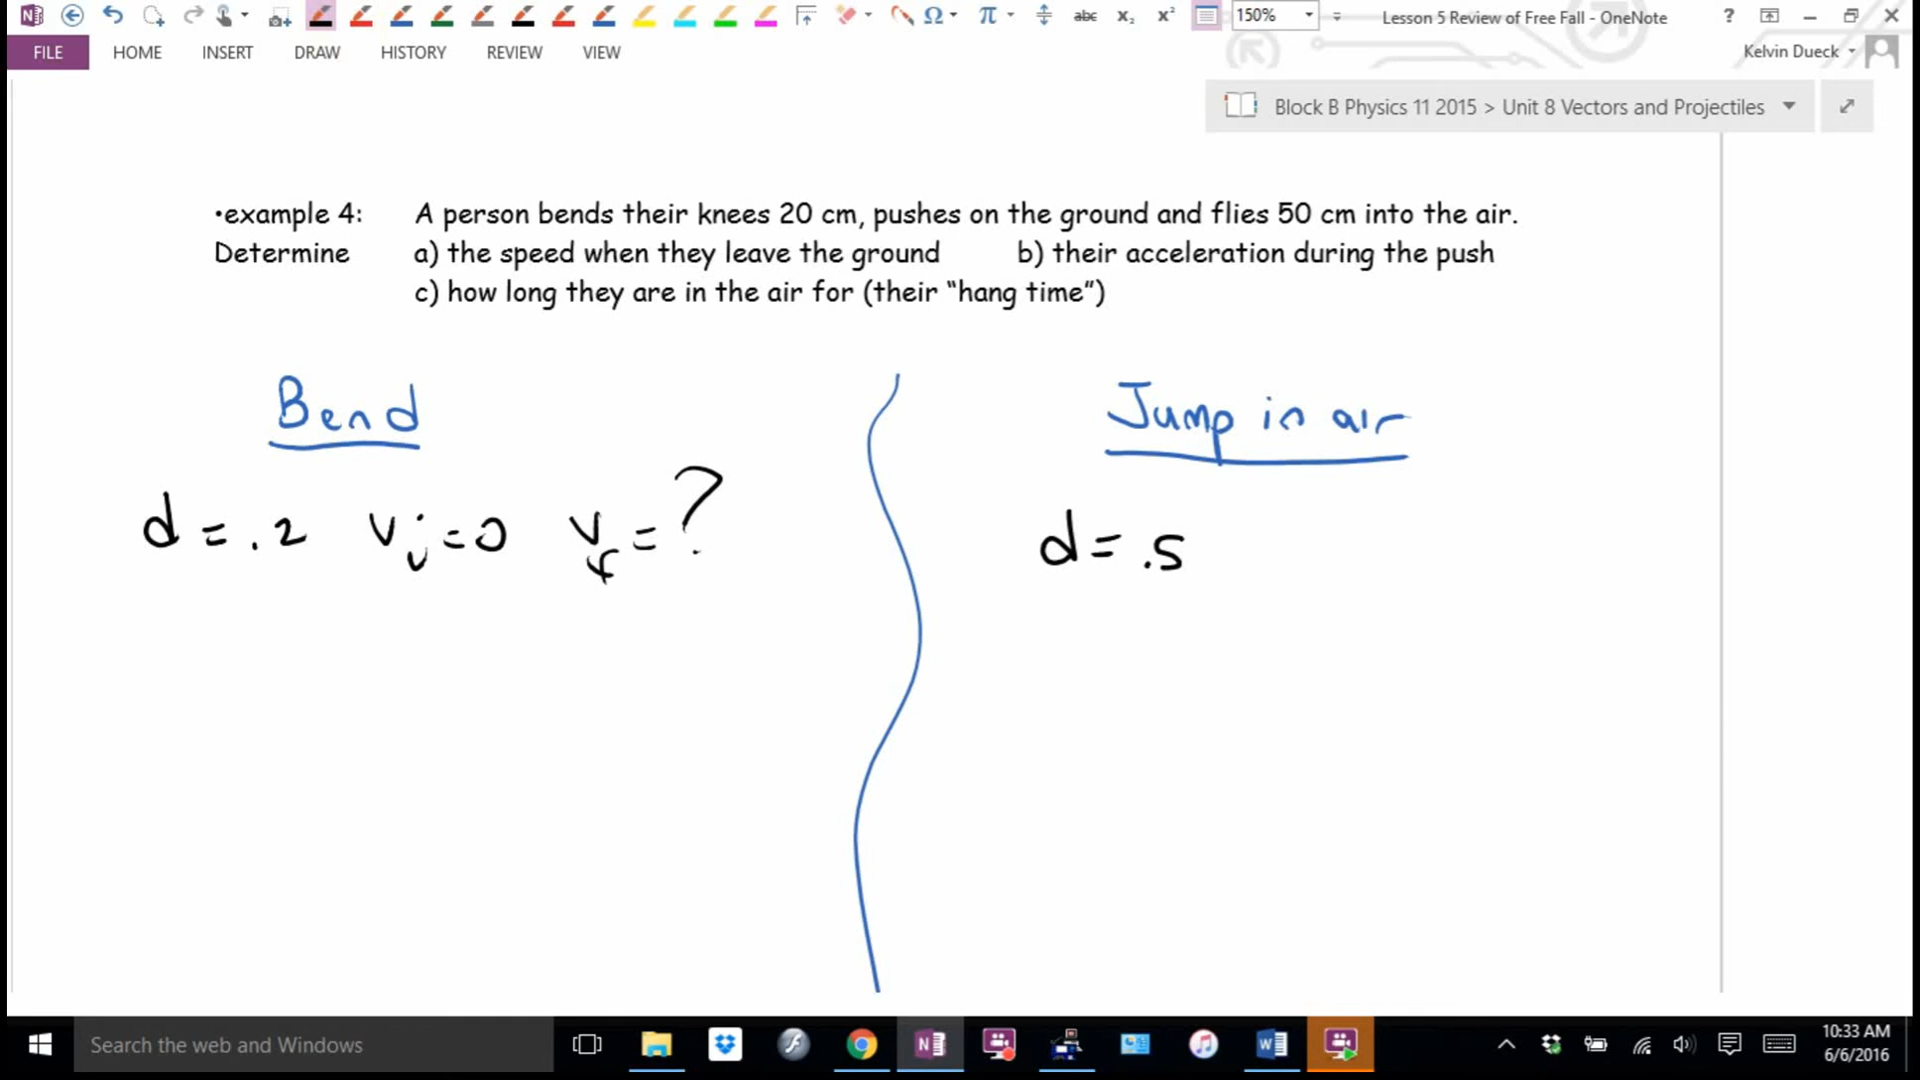 150%
Lesson 5 Review of Free Fall - OneNote
FILE HOME INSERT DRAW HISTORY REVIEW VIEW
Kelvin Dueck
Block B Physics 11 2015 > Unit 8 Vectors and Projectiles
•example 4: A person bends their knees 20 cm, pushes on the ground and flies 50 cm into the air.
Determine a) the speed when they leave the ground b) their acceleration during the push
c) how long they are in the air for (their “hang time”)
Bend
Jump in air
d = .2 vi = 0 vf = ?
d = .5
Search the web and Windows
10:33 AM
6/6/2016